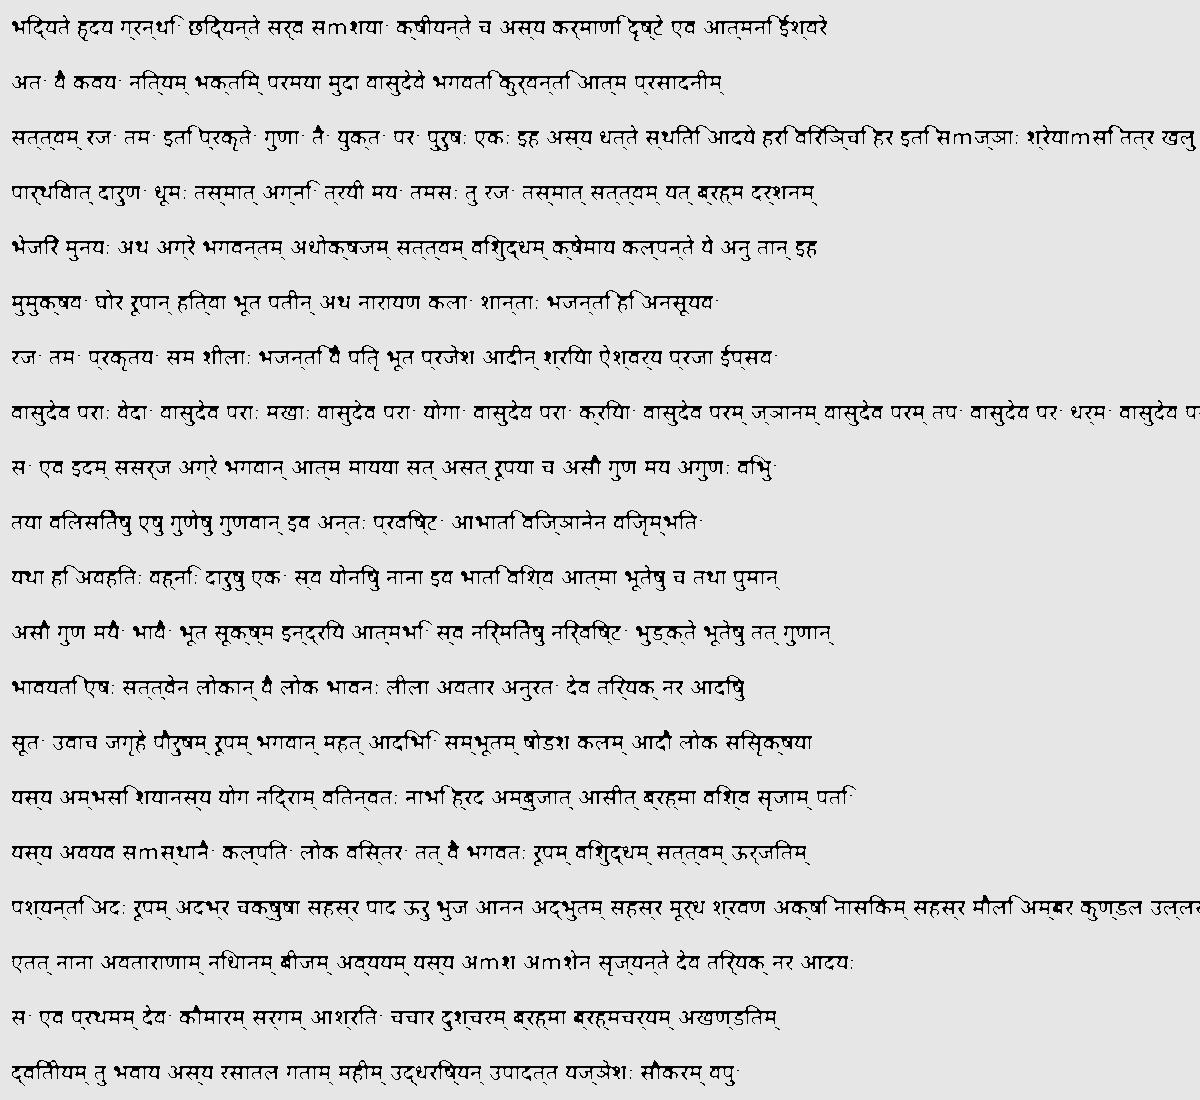 भिद्यते हृदय ग्रन्थिः छिद्यन्ते सर्व सmशयाः क्षीयन्ते च अस्य कर्माणि दृष्टे एव आत्मनि ईश्वरे
अतः वै कवयः नित्यम् भक्तिम् परमया मुदा वासुदेवे भगवति कुर्वन्ति आत्म प्रसादनीम्
सत्त्वम् रजः तमः इति प्रकृतेः गुणाः तैः युक्तः परः पुरुषः एकः इह अस्य धत्ते स्थिति आदये हरि विरिञ्चि हर इति सmज्ञाः श्रेयाmसि तत्र खलु
पार्थिवात् दारुणः धूमः तस्मात् अग्निः त्रयी मयः तमसः तु रजः तस्मात् सत्त्वम् यत् ब्रह्म दर्शनम्
भेजिरे मुनयः अथ अग्रे भगवन्तम् अधोक्षजम् सत्त्वम् विशुद्धम् क्षेमाय कल्पन्ते ये अनु तान् इह
मुमुक्षवः घोर रूपान् हित्वा भूत पतीन् अथ नारायण कलाः शान्ताः भजन्ति हि अनसूयवः
रजः तमः प्रकृतयः सम शीलाः भजन्ति वै पितृ भूत प्रजेश आदीन् श्रिया ऐश्वर्य प्रजा ईप्सवः
वासुदेव पराः वेदाः वासुदेव पराः मखाः वासुदेव पराः योगाः वासुदेव पराः क्रियाः वासुदेव परम् ज्ञानम् वासुदेव परम् तपः वासुदेव परः धर्मः वासुदेव
सः एव इदम् ससर्ज अग्रे भगवान् आत्म मायया सत् असत् रूपया च असौ गुण मय अगुणः विभुः
तया विलसितेषु एषु गुणेषु गुणवान् इव अन्तः प्रविष्टः आभाति विज्ञानेन विजृम्भितः
यथा हि अवहितः वह्निः दारुषु एकः स्व योनिषु नाना इव भाति विश्व आत्मा भूतेषु च तथा पुमान्
असौ गुण मयैः भावैः भूत सूक्ष्म इन्द्रिय आत्मभिः स्व निर्मितेषु निर्विष्टः भुङ्क्ते भूतेषु तत् गुणान्
भावयति एषः सत्त्वेन लोकान् वै लोक भावनः लीला अवतार अनुरतः देव तिर्यक् नर आदिषु
सूतः उवाच जगृहे पौरुषम् रूपम् भगवान् महत् आदिभिः सम्भूतम् षोडश कलम् आदौ लोक सिसृक्षया
यस्य अम्भसि शयानस्य योग निद्राम् वितन्वतः नाभि ह्रद अम्बुजात् आसीत् ब्रह्मा विश्व सृजाम् पतिः
यस्य अवयव सmस्थानैः कल्पितः लोक विस्तरः तत् वै भगवतः रूपम् विशुद्धम् सत्त्वम् ऊर्जितम्
पश्यन्ति अदः रूपम् अदभ्र चक्षुषा सहस्र पाद ऊरु भुज आनन अद्भुतम् सहस्र मूर्ध श्रवण अक्षि नासिकम् सहस्र मौलि अम्बर कुण्डल
एतत् नाना अवताराणाम् निधानम् बीजम् अव्ययम् यस्य अmश अmशेन सृज्यन्ते देव तिर्यक् नर आदयः
सः एव प्रथमम् देवः कौमारम् सर्गम् आश्रितः चचार दुश्चरम् ब्रह्मा ब्रह्मचर्यम् अखण्डितम्
द्वितीयम् तु भवाय अस्य रसातल गताम् महीम् उद्धरिष्यन् उपादत्त यज्ञेशः सौकरम् वपुः